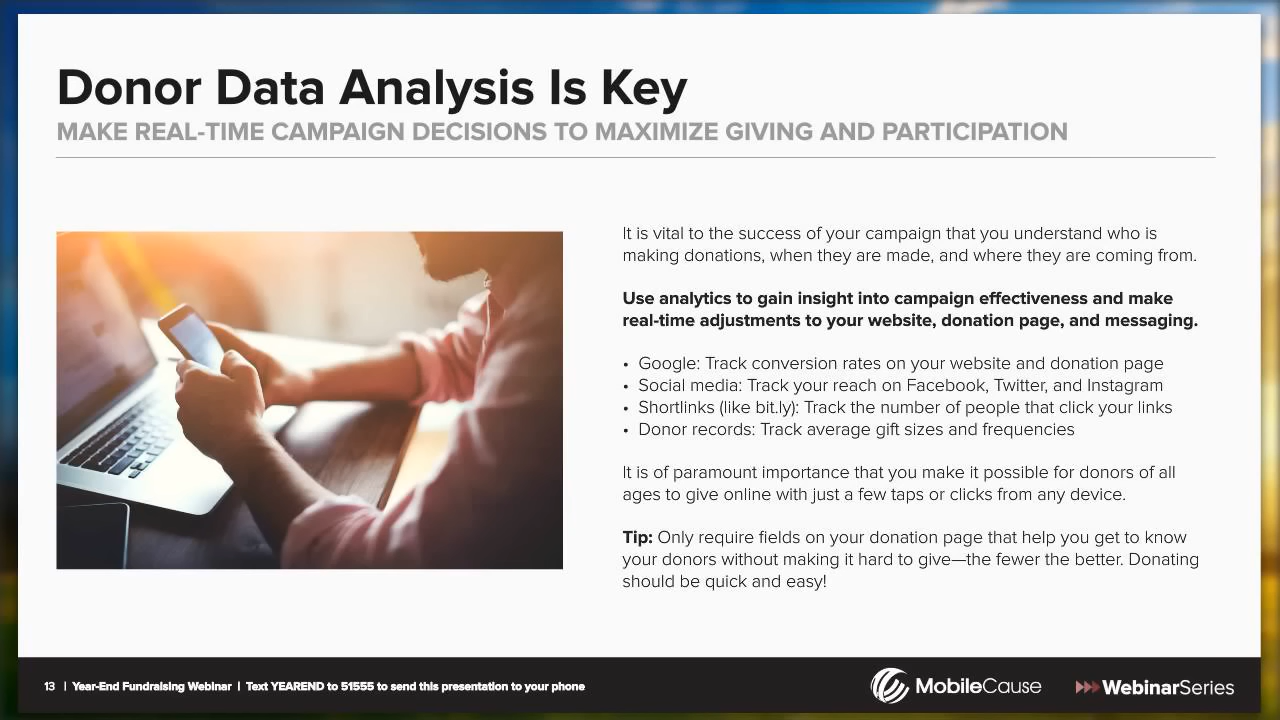 Donor Data Analysis Is Key
MAKE REAL-TIME CAMPAIGN DECISIONS TO MAXIMIZE GIVING AND PARTICIPATION
It is vital to the success of your campaign that you understand who is
making donations, when they are made, and where they are coming from.
Use analytics to gain insight into campaign effectiveness and make
real-time adjustments to your website, donation page, and messaging.
• Google: Track conversion rates on your website and donation page
• Social media: Track your reach on Facebook, Twitter, and Instagram
• Shortlinks (like bit.ly): Track the number of people that click your links
• Donor records: Track average gift sizes and frequencies
It is of paramount importance that you make it possible for donors of all
ages to give online with just a few taps or clicks from any device.
Tip: Only require fields on your donation page that help you get to know
your donors without making it hard to give—the fewer the better. Donating
should be quick and easy!
13 | Year-End Fundraising Webinar | Text YEAREND to 51555 to send this presentation to your phone
MobileCause
WebinarSeries